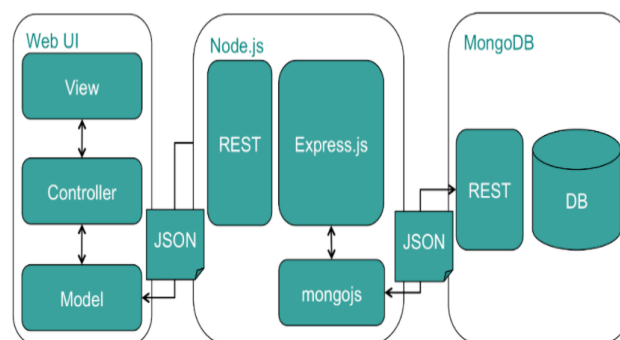 Web UI
View
Controller
Model
JSON
Node.js
REST
Express.js
mongojs
JSON
MongoDB
REST
DB